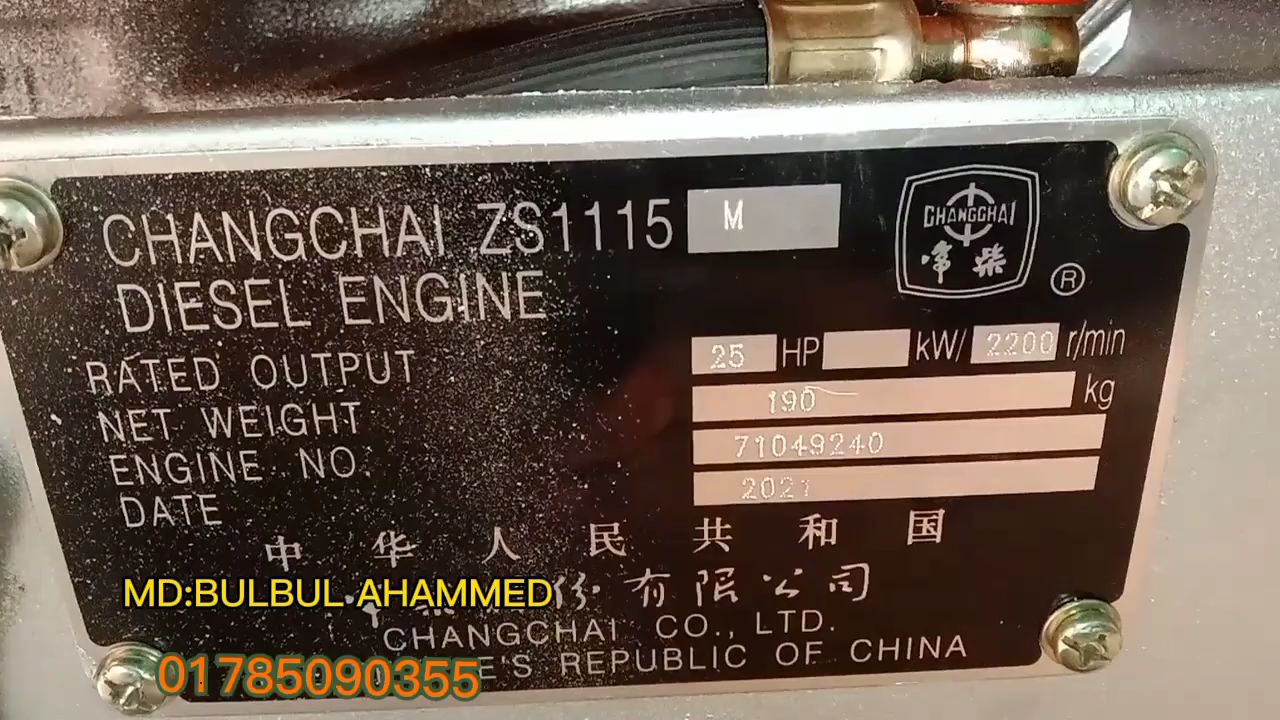 CHANGCHAI ZS1115 M
DIESEL ENGINE
CHANGCHAI
常柴
®
RATED OUTPUT 25 HP kW/ 2200 r/min
NET WEIGHT 190 kg
ENGINE NO. 71049240
DATE 2021
中华人民共和国
份有限公司
MD:BULBUL AHAMMED
CHANGCHAI CO., LTD.
E'S REPUBLIC OF CHINA
01785090355